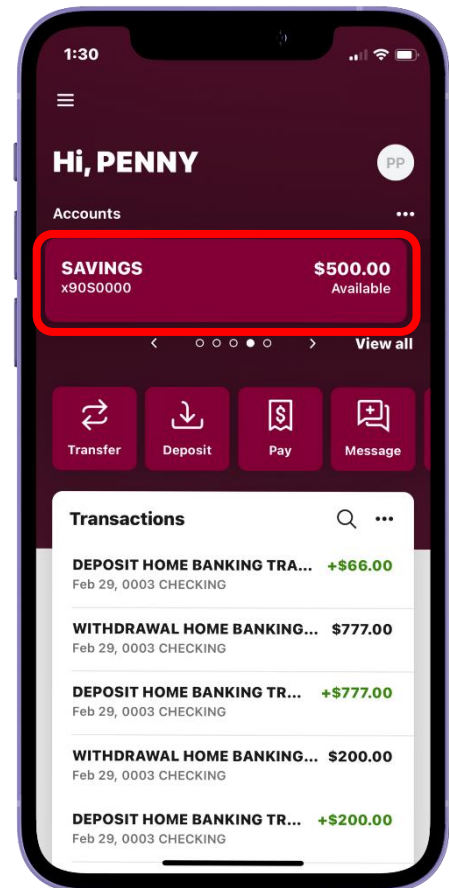 1:30
Hi, PENNY
PP
Accounts
SAVINGS $500.00
x90S0000 Available
View all
Transfer Deposit Pay Message
Transactions
DEPOSIT HOME BANKING TRA... +$66.00
Feb 29, 0003 CHECKING
WITHDRAWAL HOME BANKING... $777.00
Feb 29, 0003 CHECKING
DEPOSIT HOME BANKING TR... +$777.00
Feb 29, 0003 CHECKING
WITHDRAWAL HOME BANKING... $200.00
Feb 29, 0003 CHECKING
DEPOSIT HOME BANKING TR... +$200.00
Feb 29, 0003 CHECKING